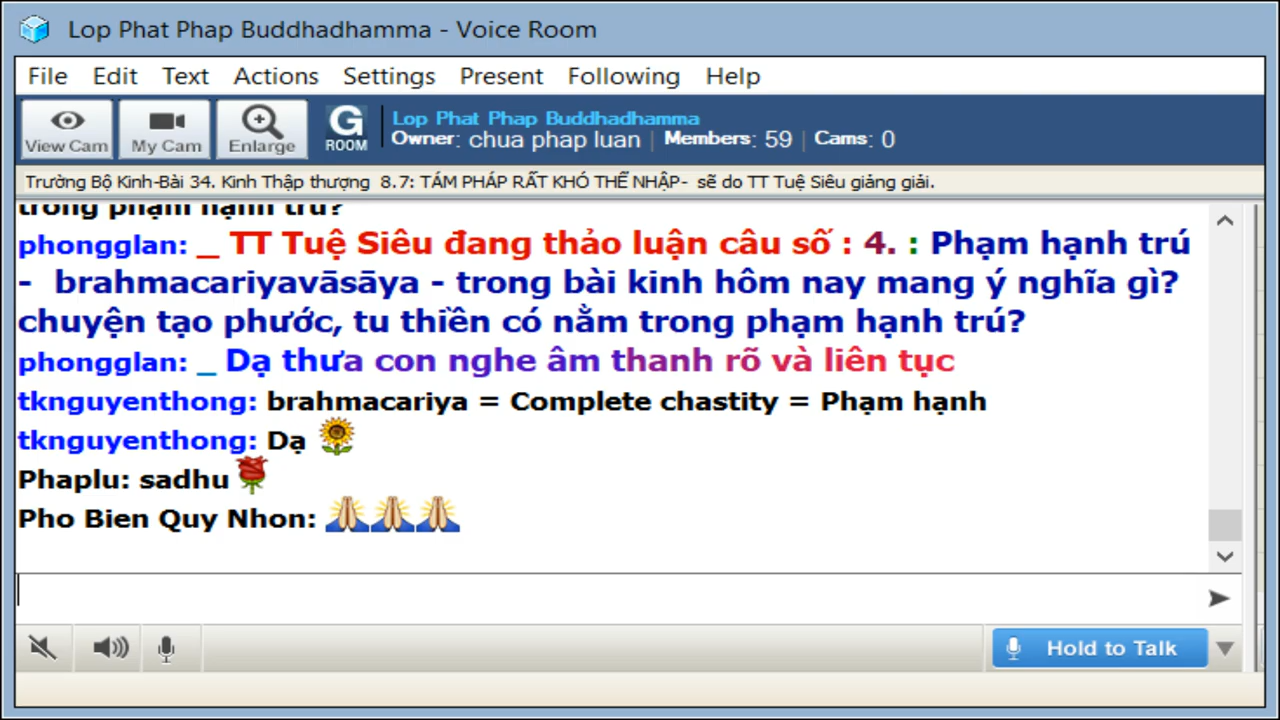 Lop Phat Phap Buddhadhamma - Voice Room
File Edit Text Actions Settings Present Following Help
View Cam My Cam Enlarge G ROOM
Lop Phat Phap Buddhadhamma
Owner: chua phap luan | Members: 59 | Cams: 0
Trường Bộ Kinh-Bài 34. Kinh Thập thượng 8.7: TÁM PHÁP RẤT KHÓ THỂ NHẬP- sẽ do TT Tuệ Siêu giảng giải.
trong phạm hạnh trú?
phongglan: _ TT Tuệ Siêu đang thảo luận câu số : 4. : Phạm hạnh trú
- brahmacariyavāsāya - trong bài kinh hôm nay mang ý nghĩa gì?
chuyện tạo phước, tu thiền có nằm trong phạm hạnh trú?
phongglan: _ Dạ thưa con nghe âm thanh rõ và liên tục
tknguyenthong: brahmacariya = Complete chastity = Phạm hạnh
tknguyenthong: Dạ
Phaplu: sadhu
Pho Bien Quy Nhon:
Hold to Talk